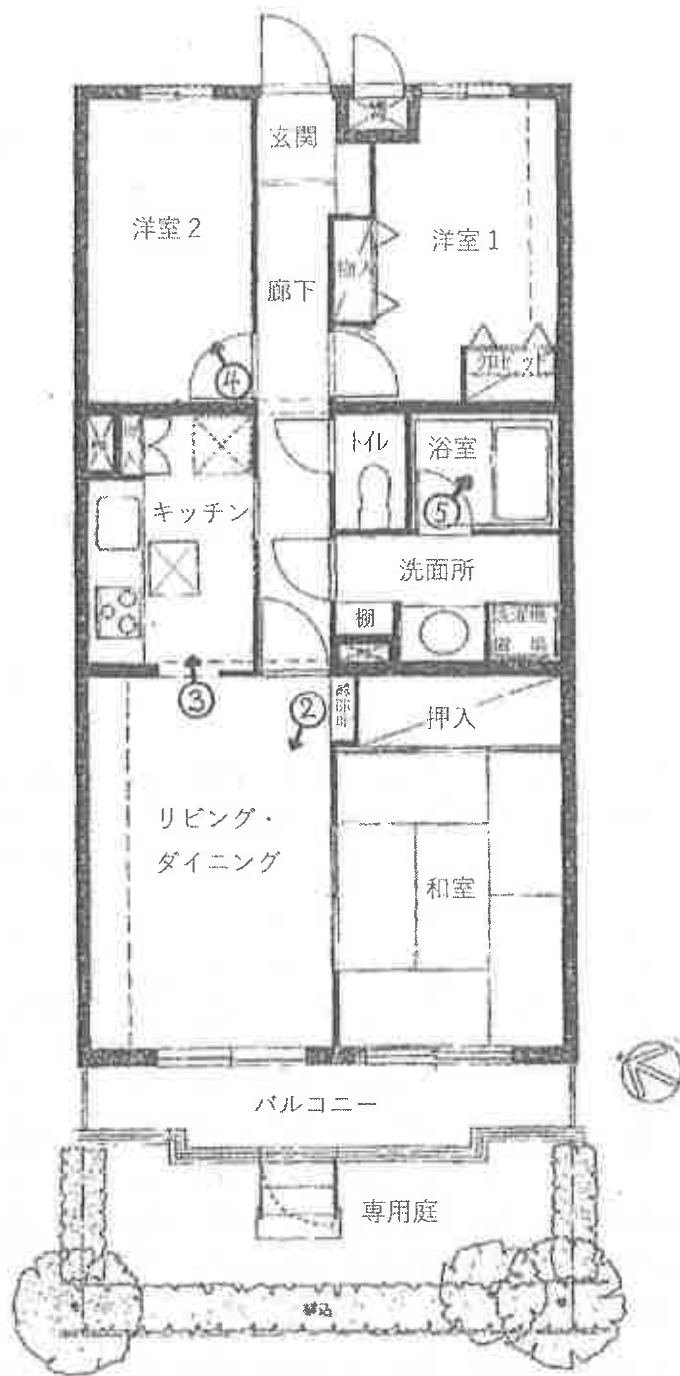 玄関
洋室2
洋室1
物入
廊下
クロゼット
④
トイレ
浴室
⑤
キッチン
洗面所
棚
洗濯機
置場
③
②
押入
リビング・
ダイニング
和室
バルコニー
専用庭
植込